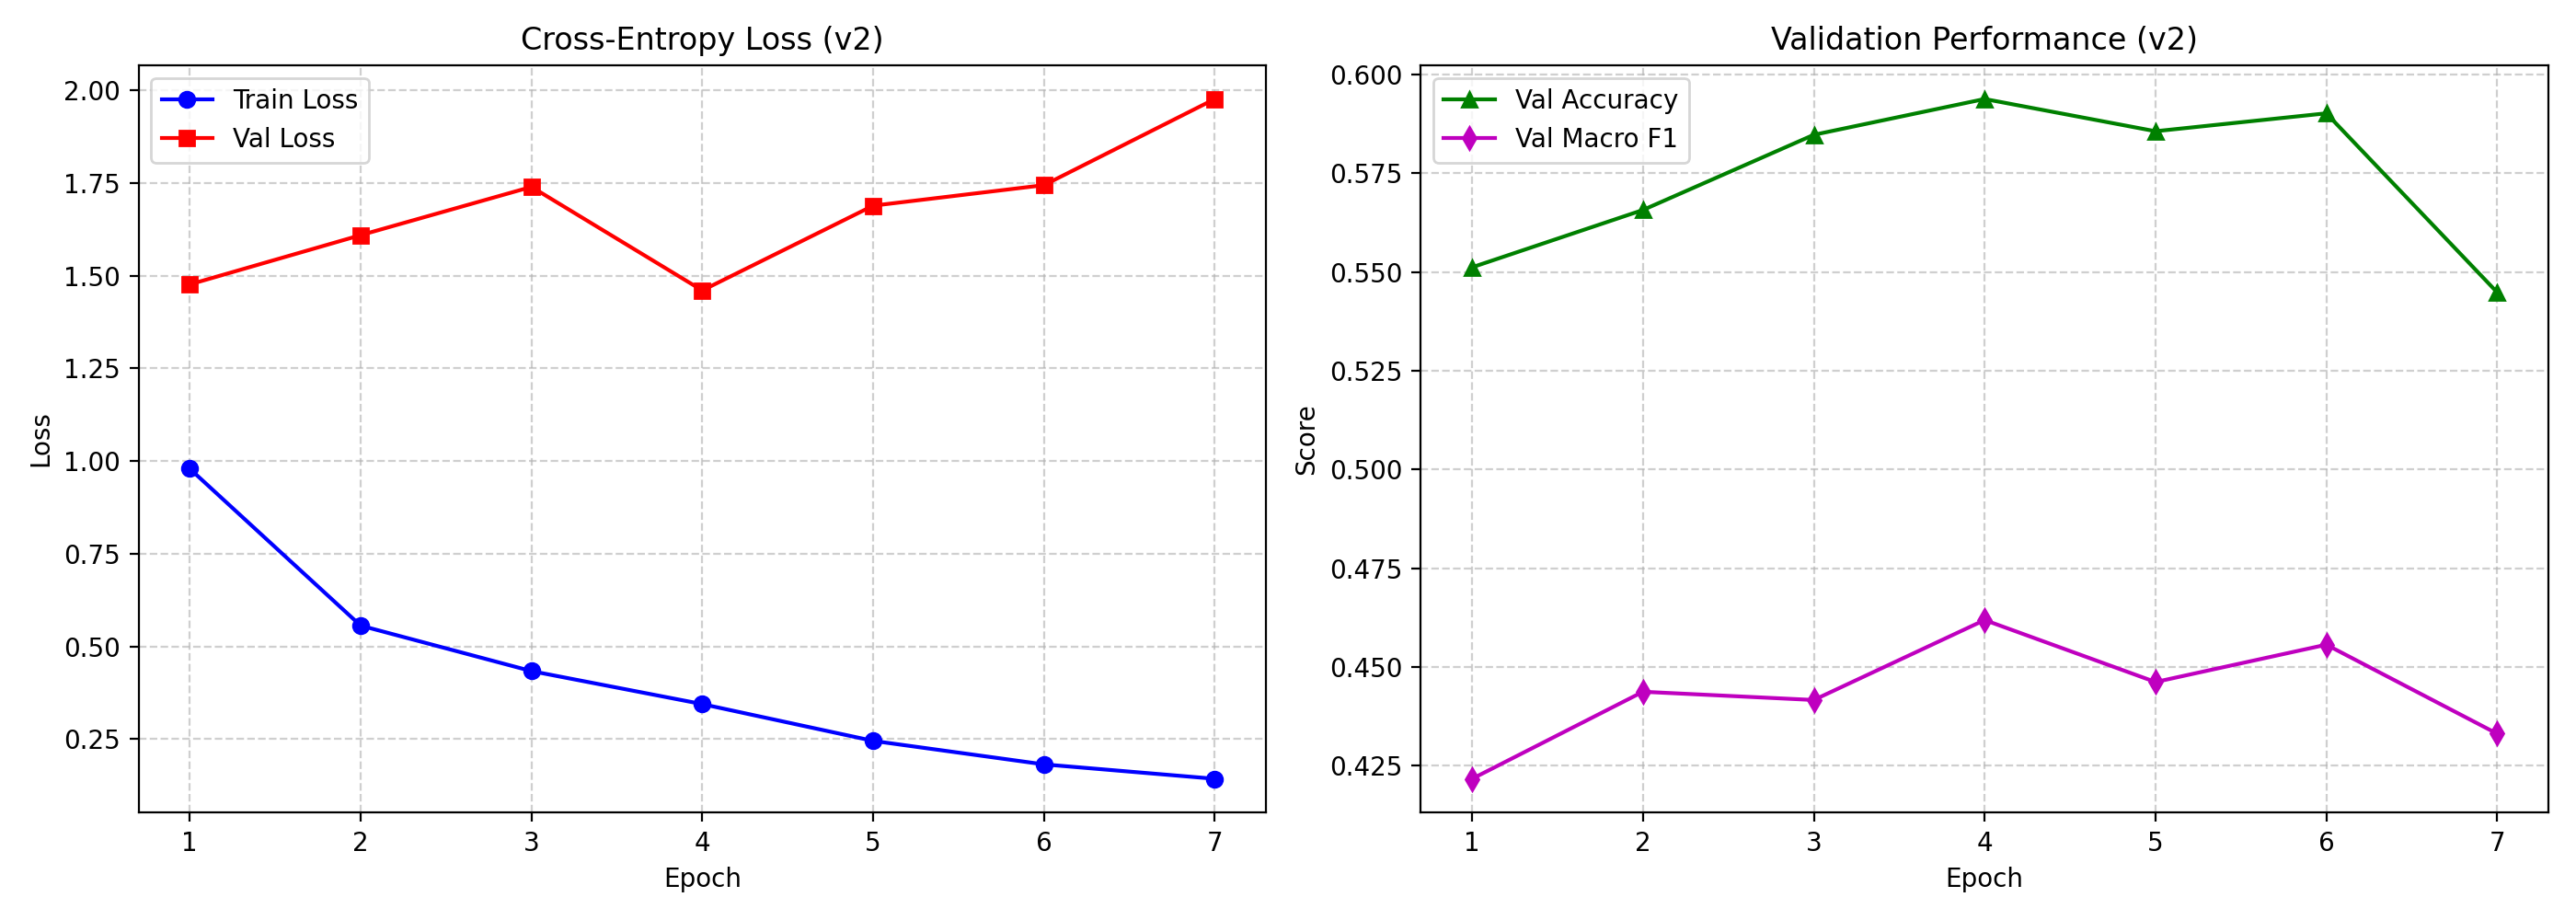 Cross-Entropy Loss (v2)
Train Loss
Val Loss
2.00
1.75
1.50
1.25
1.00
0.75
0.50
0.25
Loss
1 2 3 4 5 6 7
Epoch
Validation Performance (v2)
Val Accuracy
Val Macro F1
0.600
0.575
0.550
0.525
0.500
0.475
0.450
0.425
Score
1 2 3 4 5 6 7
Epoch